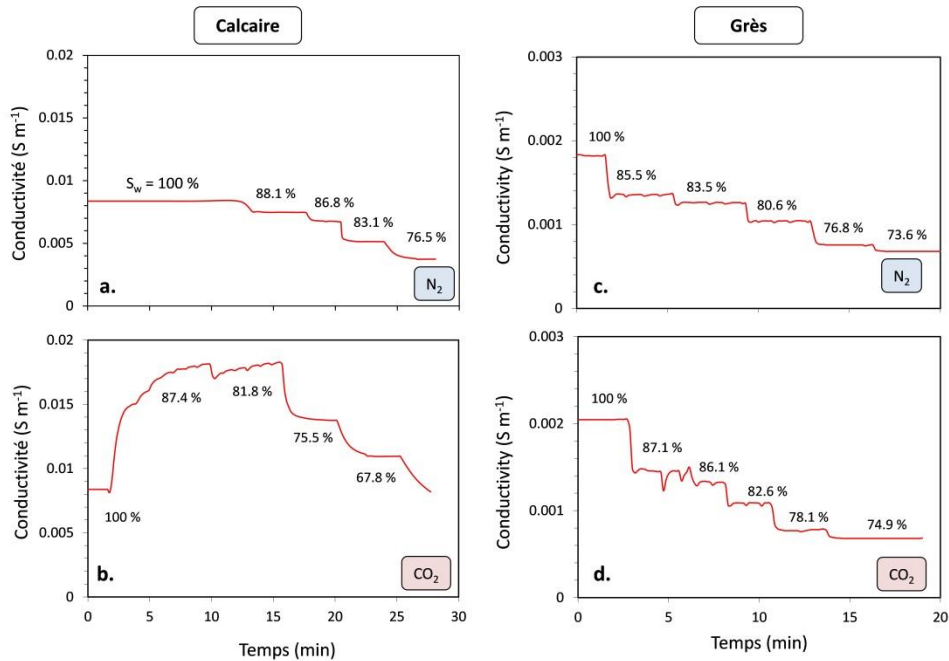 Calcaire
Grès
Conductivité (S m⁻¹)
0.02
0.015
0.01
0.005
0
S_w = 100 %
88.1 %
86.8 %
83.1 %
76.5 %
a.
N₂
Conductivity (S m⁻¹)
0.003
0.002
0.001
0
100 %
85.5 %
83.5 %
80.6 %
76.8 %
73.6 %
c.
N₂
Conductivité (S m⁻¹)
0.02
0.015
0.01
0.005
0
100 %
87.4 %
81.8 %
75.5 %
67.8 %
b.
CO₂
0 5 10 15 20 25 30
Temps (min)
Conductivity (S m⁻¹)
0.003
0.002
0.001
0
100 %
87.1 %
86.1 %
82.6 %
78.1 %
74.9 %
d.
CO₂
0 5 10 15 20
Temps (min)